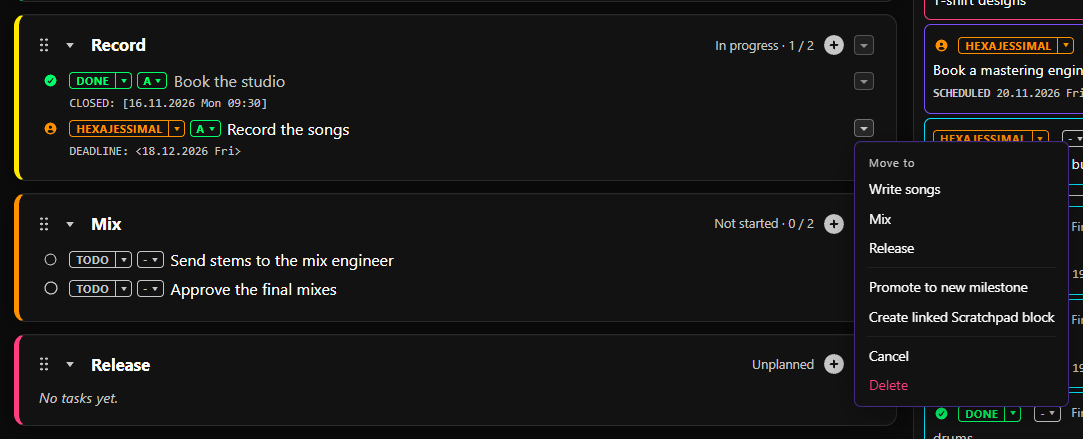 Record
In progress · 1 / 2
DONE A Book the studio
CLOSED: [16.11.2026 Mon 09:30]
HEXAJESSIMAL A Record the songs
DEADLINE: <18.12.2026 Fri>
Mix
Not started · 0 / 2
TODO - Send stems to the mix engineer
TODO - Approve the final mixes
Release
Unplanned
No tasks yet.
Move to
Write songs
Mix
Release
Promote to new milestone
Create linked Scratchpad block
Cancel
Delete
T-shirt designs
HEXAJESSIMAL
Book a mastering engin
SCHEDULED 20.11.2026 Fri
HEXAJESSIMAL -
DONE -
drums